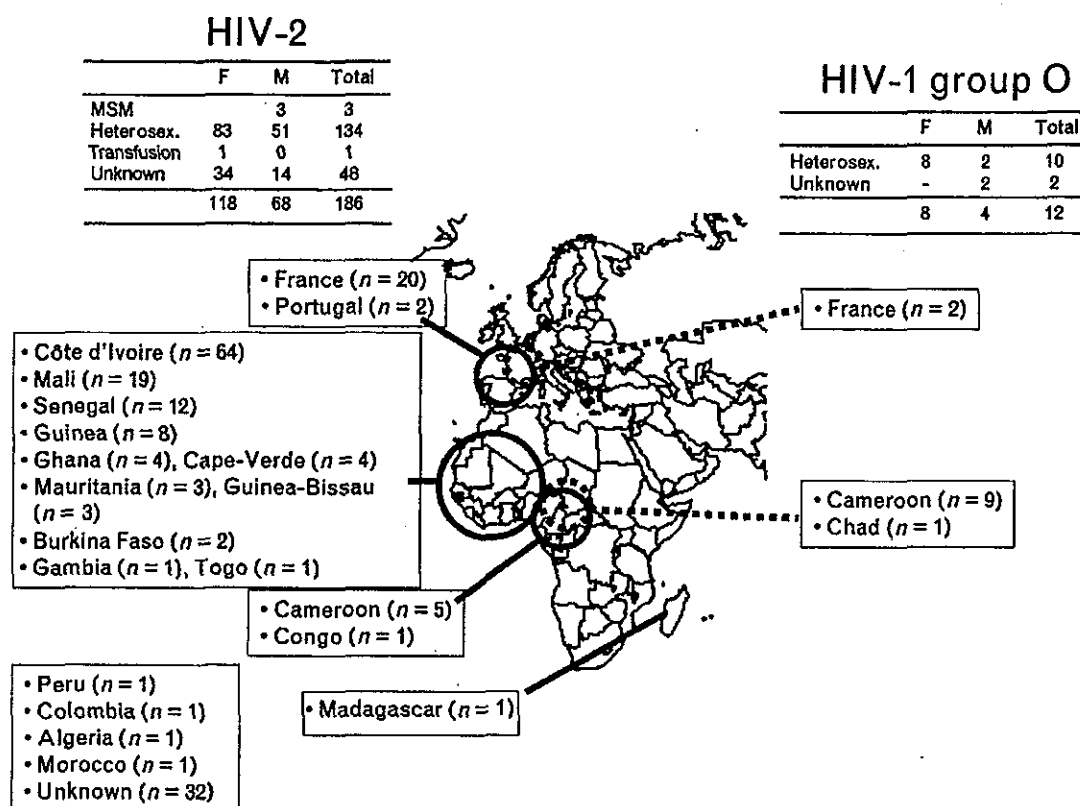 HIV-2
F M Total
MSM 3 3
Heterosex. 83 51 134
Transfusion 1 0 1
Unknown 34 14 48
118 68 186
HIV-1 group O
F M Total
Heterosex. 8 2 10
Unknown - 2 2
8 4 12
• France (n = 20)
• Portugal (n = 2)
• France (n = 2)
• Côte d'Ivoire (n = 64)
• Mali (n = 19)
• Senegal (n = 12)
• Guinea (n = 8)
• Ghana (n = 4), Cape-Verde (n = 4)
• Mauritania (n = 3), Guinea-Bissau
(n = 3)
• Burkina Faso (n = 2)
• Gambia (n = 1), Togo (n = 1)
• Cameroon (n = 9)
• Chad (n = 1)
• Cameroon (n = 5)
• Congo (n = 1)
• Peru (n = 1)
• Colombia (n = 1)
• Algeria (n = 1)
• Morocco (n = 1)
• Unknown (n = 32)
• Madagascar (n = 1)